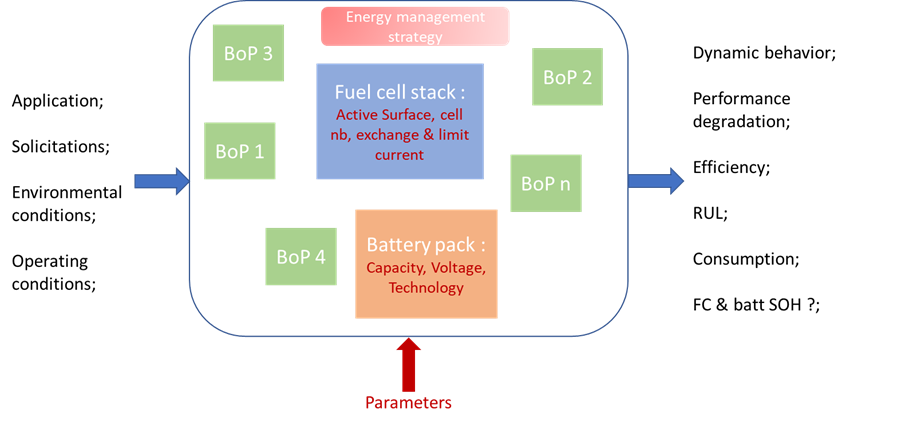 Application;
Solicitations;
Environmental
conditions;
Operating
conditions;
Energy management
strategy
BoP 3
BoP 2
Fuel cell stack :
Active Surface, cell
nb, exchange & limit
current
BoP 1
BoP n
BoP 4
Battery pack :
Capacity, Voltage,
Technology
Parameters
Dynamic behavior;
Performance
degradation;
Efficiency;
RUL;
Consumption;
FC & batt SOH ?;